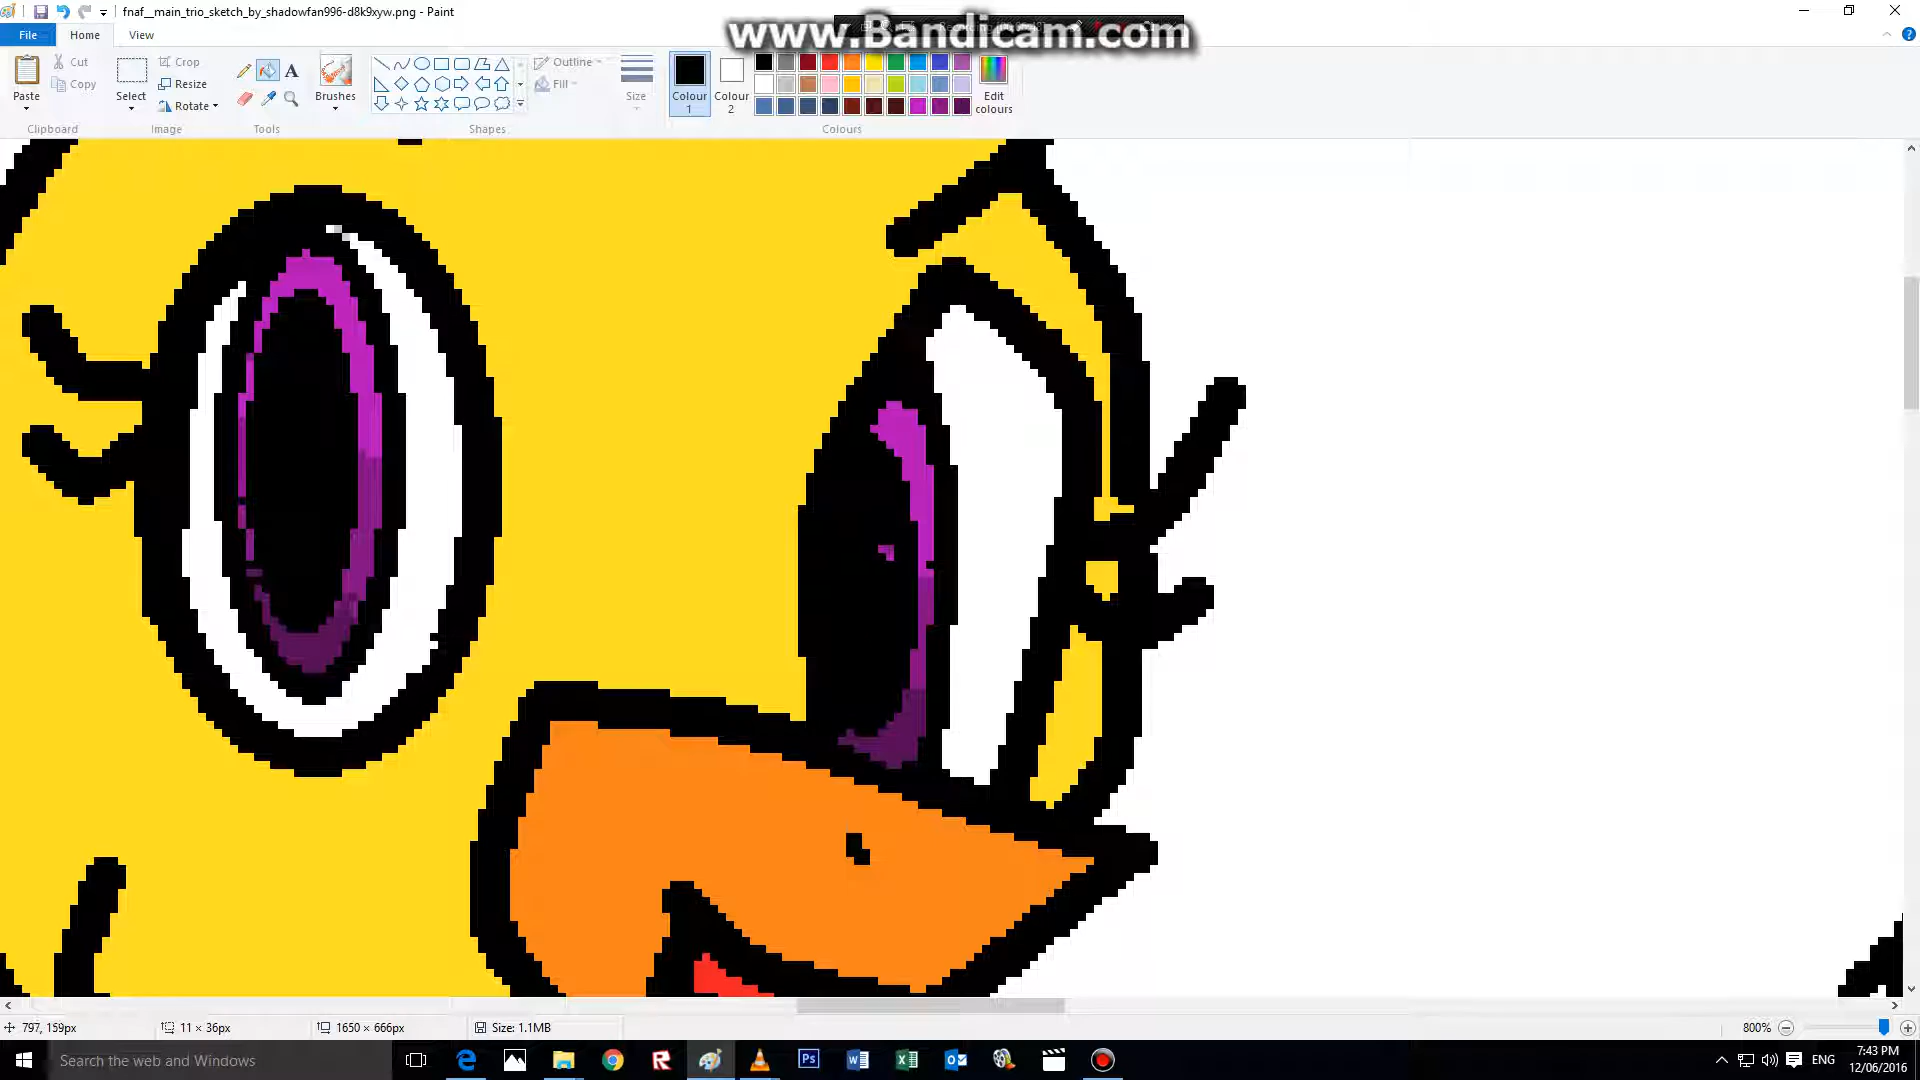 fnaf__main_trio_sketch_by_shadowfan996-d8k9xyw.png - Paint
www.Bandicam.com
File Home View
Paste
Cut
Copy
Clipboard
Select
Crop
Resize
Rotate
Image
A
Tools
Brushes
Outline
Fill
Shapes
Size
Colour 1
Colour 2
Edit colours
Colours
797, 159px
11 × 36px
1650 × 666px
Size: 1.1MB
800%
Search the web and Windows
Ps
ENG
7:43 PM
12/06/2016